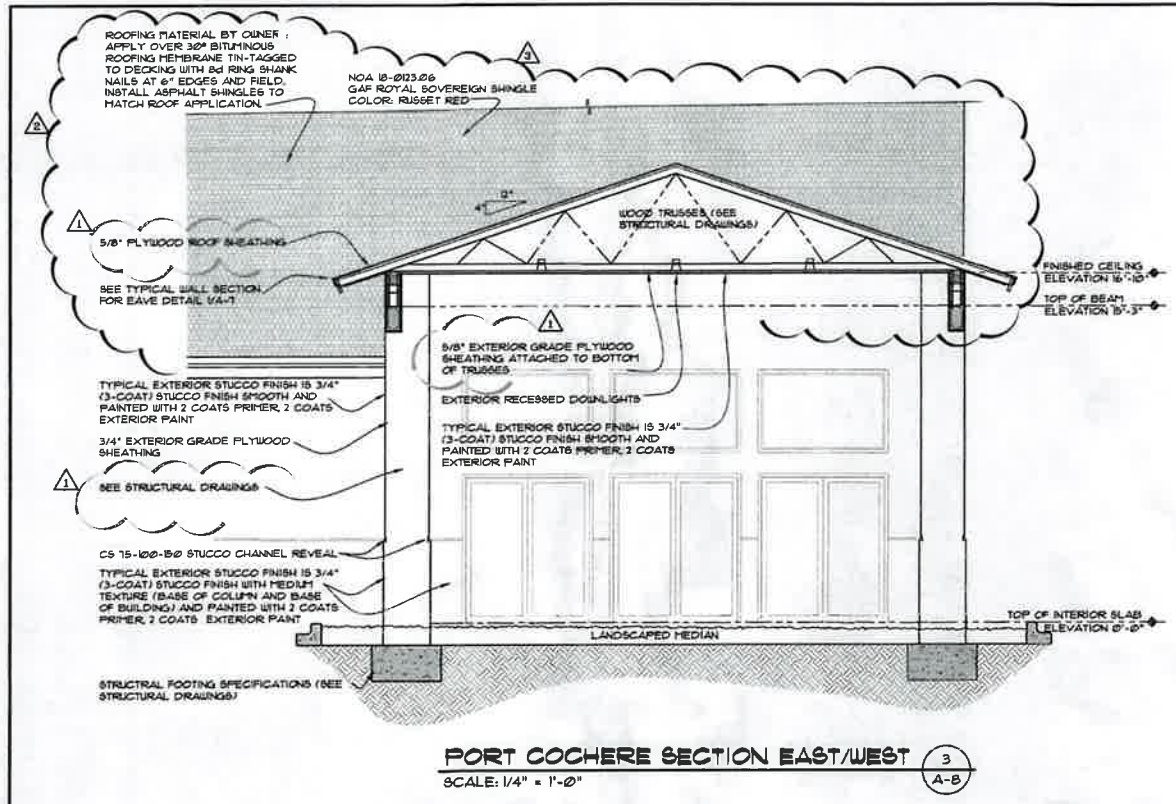 ROOFING MATERIAL BY OWNER :
APPLY OVER 30# BITUMINOUS
ROOFING MEMBRANE TIN-TAGGED
TO DECKING WITH 8d RING SHANK
NAILS AT 6" EDGES AND FIELD.
INSTALL ASPHALT SHINGLES TO
MATCH ROOF APPLICATION.
3
NOA 18-0123.06
GAF ROYAL SOVEREIGN SHINGLE
COLOR: RUSSET RED
2
12"
4"
WOOD TRUSSES (SEE
STRUCTURAL DRAWINGS)
1
5/8" PLYWOOD ROOF SHEATHING
SEE TYPICAL WALL SECTION
FOR EAVE DETAIL 1/A-7
FINISHED CEILING
ELEVATION 16'-10"
TOP OF BEAM
ELEVATION 15'-3"
1
5/8" EXTERIOR GRADE PLYWOOD
SHEATHING ATTACHED TO BOTTOM
OF TRUSSES
EXTERIOR RECESSED DOWNLIGHTS
TYPICAL EXTERIOR STUCCO FINISH IS 3/4"
(3-COAT) STUCCO FINISH SMOOTH AND
PAINTED WITH 2 COATS PRIMER, 2 COATS
EXTERIOR PAINT
TYPICAL EXTERIOR STUCCO FINISH IS 3/4"
(3-COAT) STUCCO FINISH SMOOTH AND
PAINTED WITH 2 COATS PRIMER, 2 COATS
EXTERIOR PAINT
3/4" EXTERIOR GRADE PLYWOOD
SHEATHING
1
SEE STRUCTURAL DRAWINGS
CS 75-100-150 STUCCO CHANNEL REVEAL
TYPICAL EXTERIOR STUCCO FINISH IS 3/4"
(3-COAT) STUCCO FINISH WITH MEDIUM
TEXTURE (BASE OF COLUMN AND BASE
OF BUILDING) AND PAINTED WITH 2 COATS
PRIMER, 2 COATS EXTERIOR PAINT
TOP OF INTERIOR SLAB
ELEVATION 0'-0"
LANDSCAPED MEDIAN
STRUCTRAL FOOTING SPECIFICATIONS (SEE
STRUCTURAL DRAWINGS)
PORT COCHERE SECTION EAST/WEST
SCALE: 1/4" = 1'-0"
3
A-8